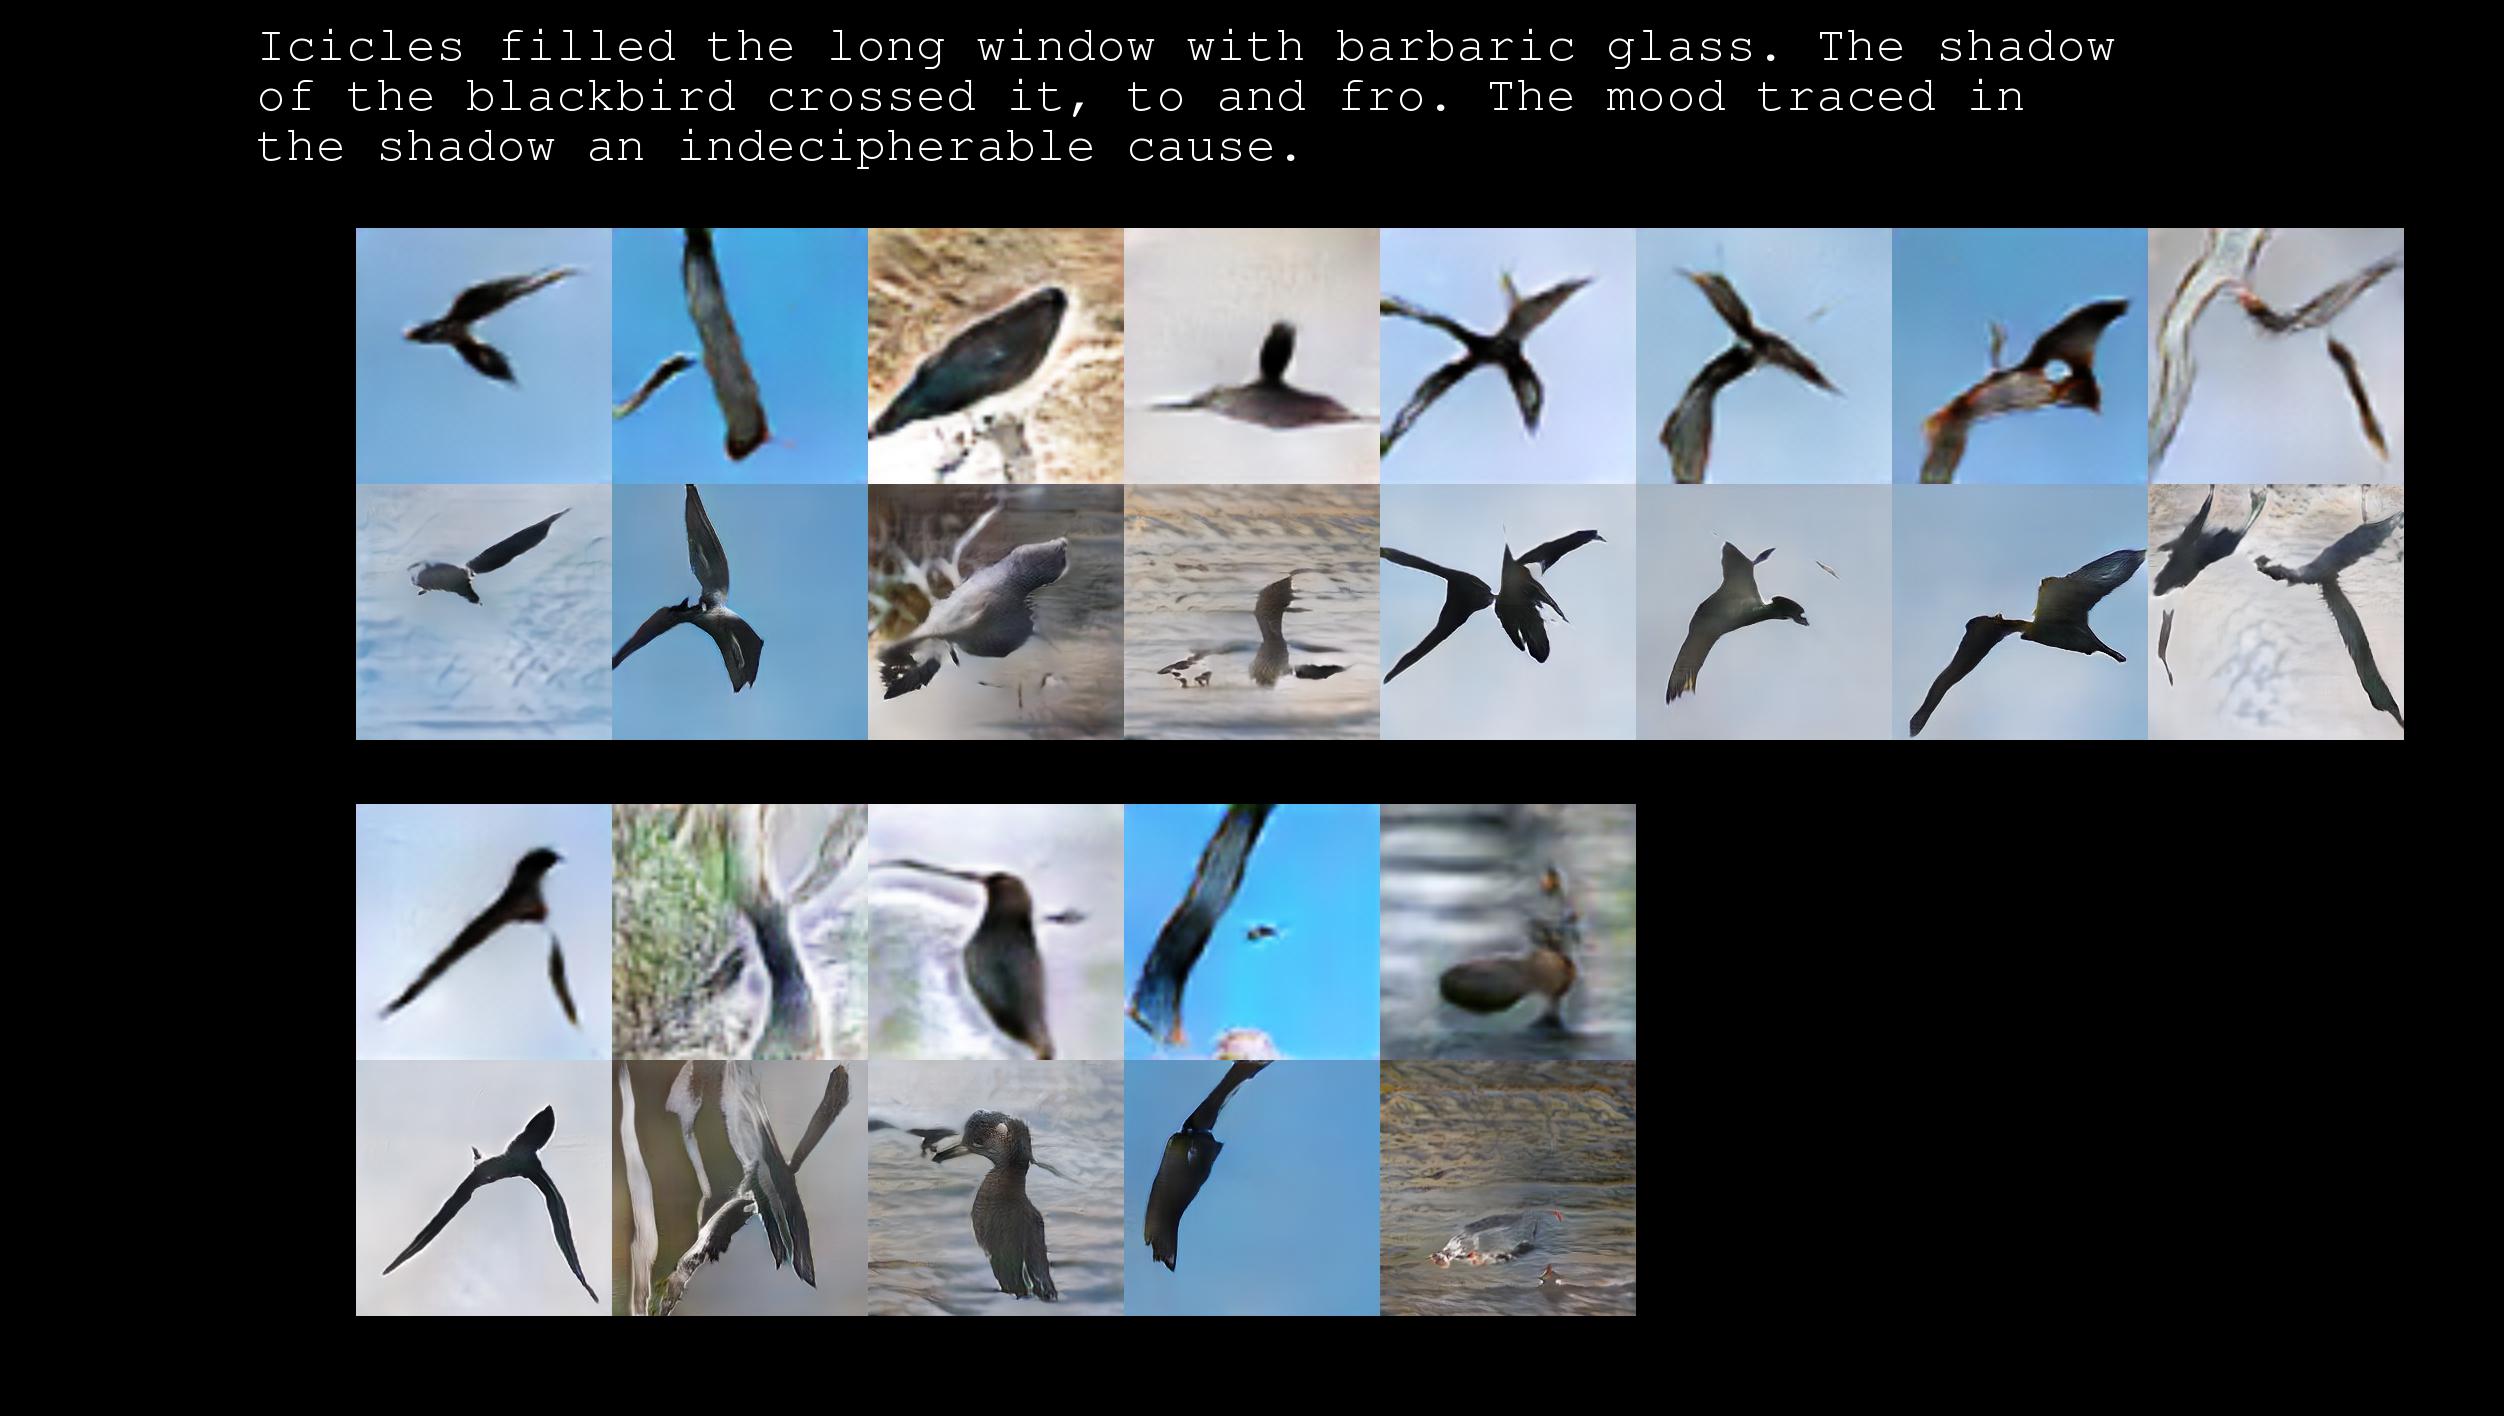 Icicles filled the long window with barbaric glass. The shadow
of the blackbird crossed it, to and fro. The mood traced in
the shadow an indecipherable cause.